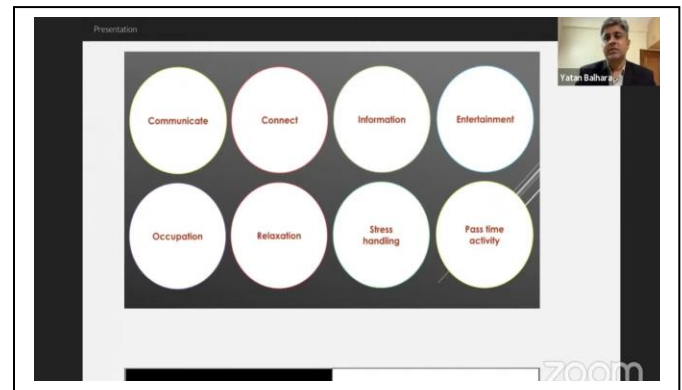 Presentation
Yatan Balhara
Communicate
Connect
Information
Entertainment
Occupation
Relaxation
Stress
handling
Pass time
activity
zoom